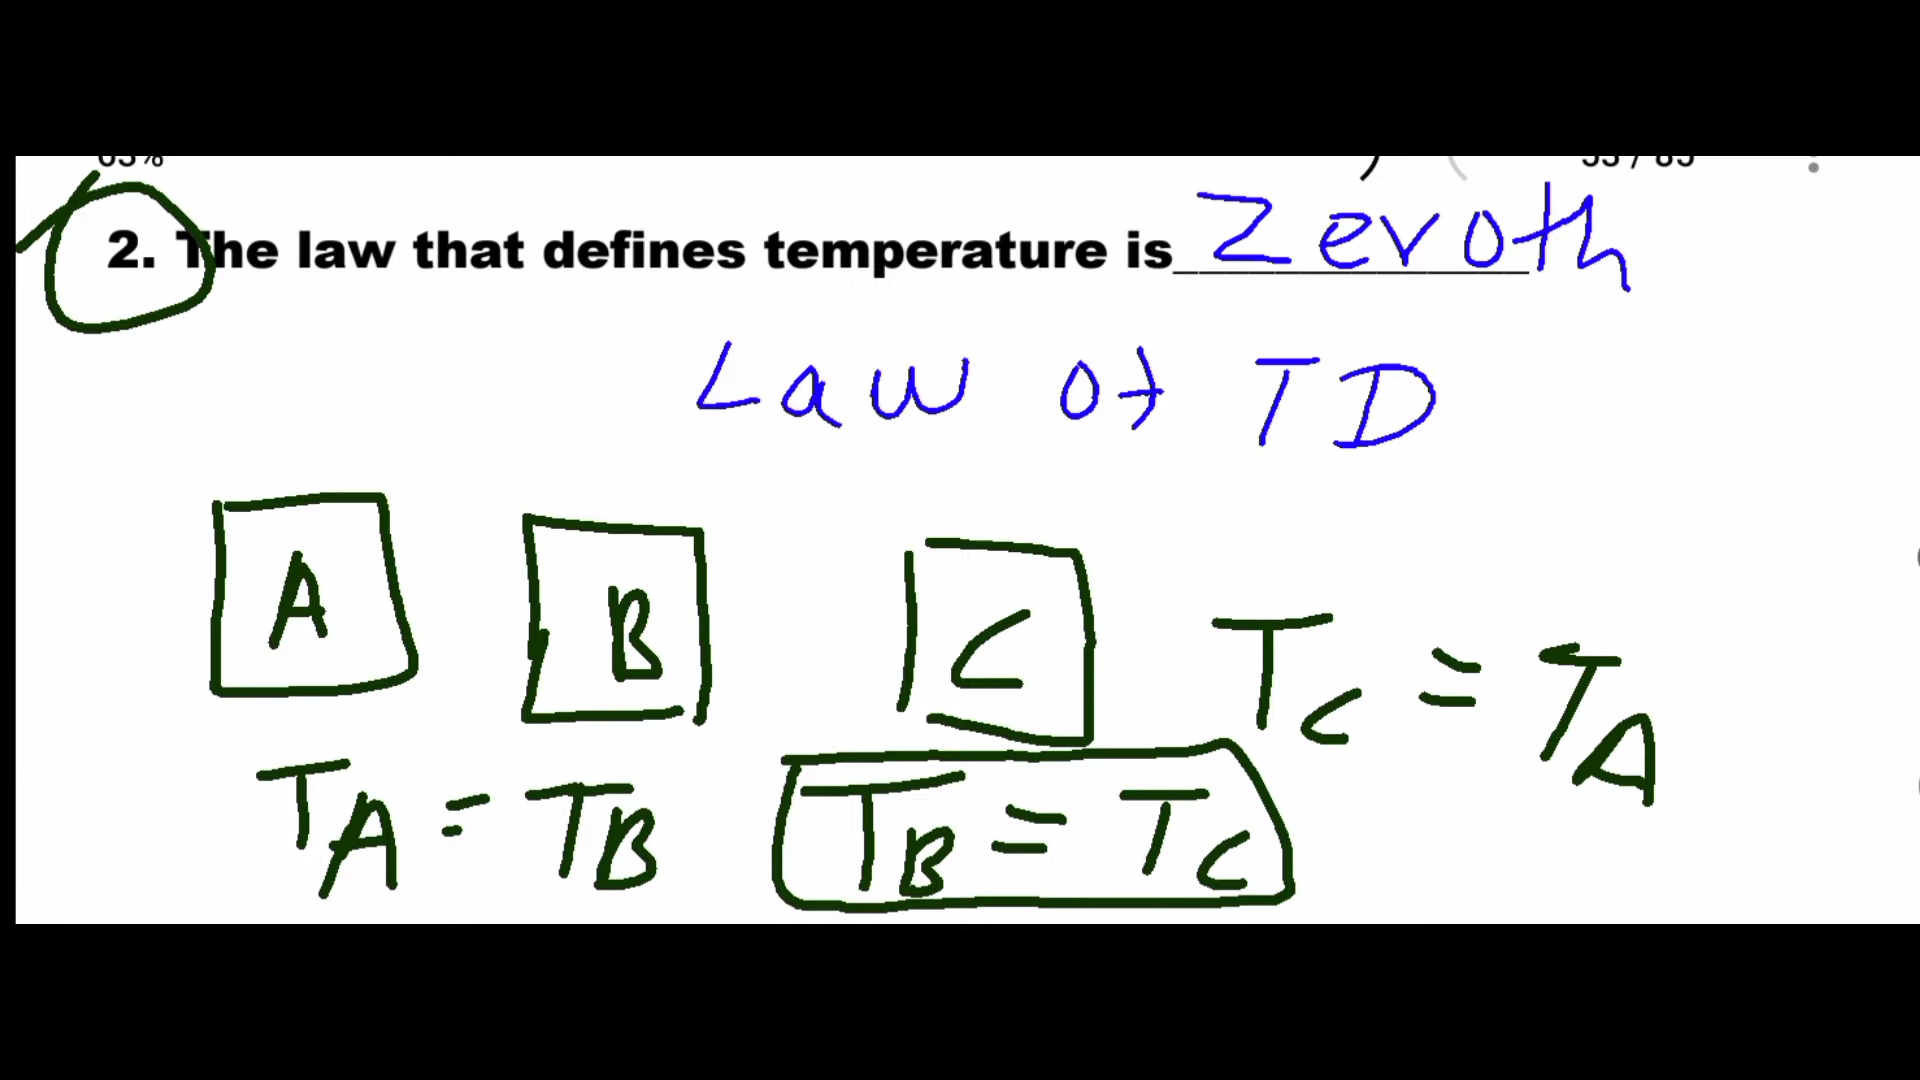 2. The law that defines temperature is Zeroth
Law of TD
A B C
Tc = TA
TA = TB TB = Tc